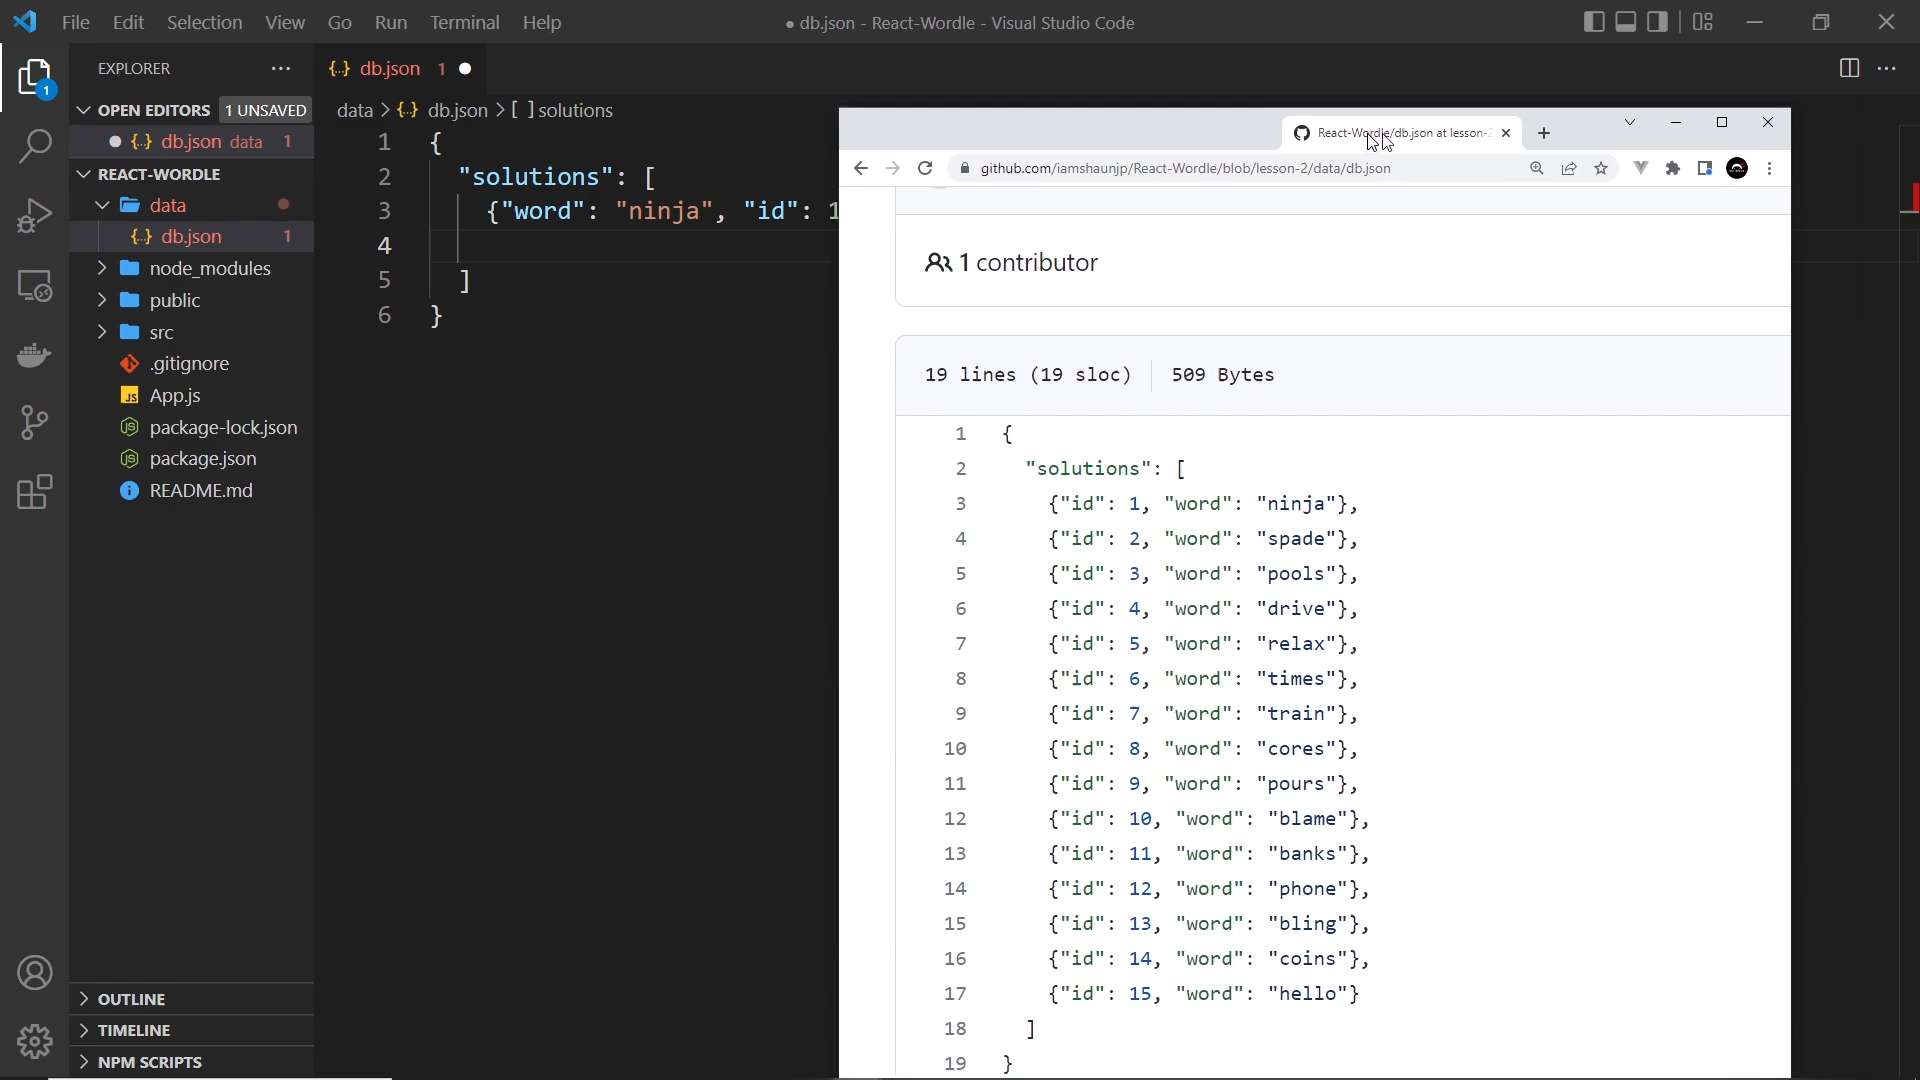 File Edit Selection View Go Run Terminal Help
● db.json - React-Wordle - Visual Studio Code
EXPLORER
1
OPEN EDITORS 1 UNSAVED
db.json data 1
REACT-WORDLE
data
db.json 1
node_modules
public
src
.gitignore
App.js
package-lock.json
package.json
README.md
OUTLINE
TIMELINE
NPM SCRIPTS
{..} db.json 1 ●
data > {..} db.json > [ ] solutions
1 {
2 "solutions": [
3 {"word": "ninja", "id": 1
4
5 ]
6 }
React-Wordle/db.json at lesson-2
github.com/iamshaunjp/React-Wordle/blob/lesson-2/data/db.json
1 contributor
19 lines (19 sloc) 509 Bytes
1 {
2 "solutions": [
3 {"id": 1, "word": "ninja"},
4 {"id": 2, "word": "spade"},
5 {"id": 3, "word": "pools"},
6 {"id": 4, "word": "drive"},
7 {"id": 5, "word": "relax"},
8 {"id": 6, "word": "times"},
9 {"id": 7, "word": "train"},
10 {"id": 8, "word": "cores"},
11 {"id": 9, "word": "pours"},
12 {"id": 10, "word": "blame"},
13 {"id": 11, "word": "banks"},
14 {"id": 12, "word": "phone"},
15 {"id": 13, "word": "bling"},
16 {"id": 14, "word": "coins"},
17 {"id": 15, "word": "hello"}
18 ]
19 }